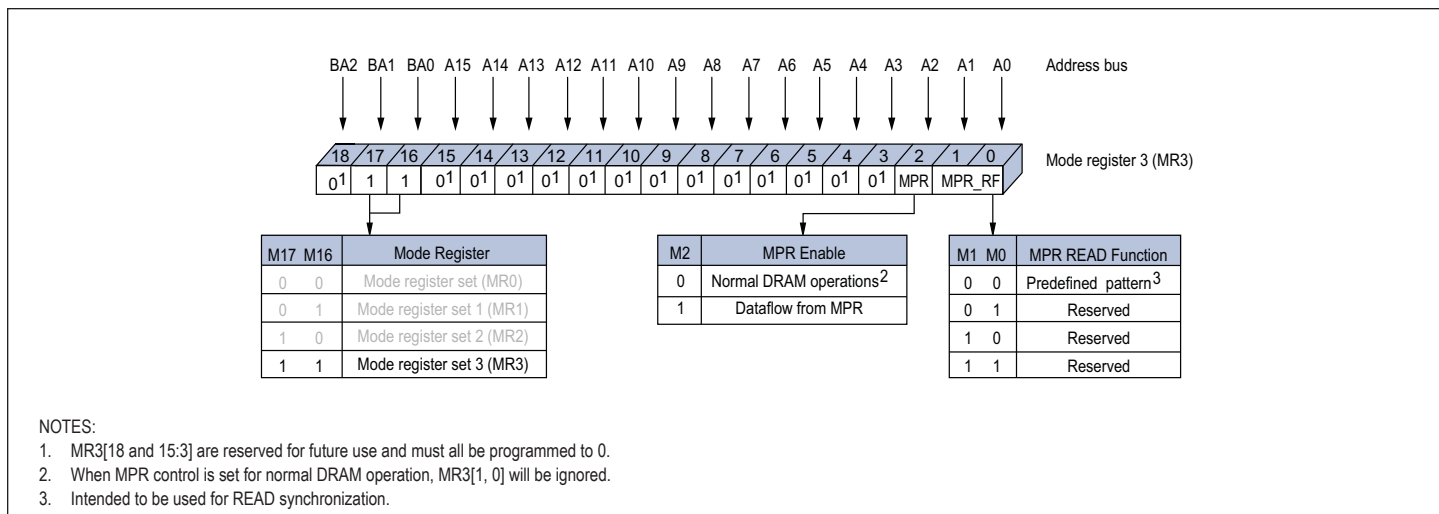 BA2 BA1 BA0 A15 A14 A13 A12 A11 A10 A9 A8 A7 A6 A5 A4 A3 A2 A1 A0 Address bus
18 17 16 15 14 13 12 11 10 9 8 7 6 5 4 3 2 1 0 Mode register 3 (MR3)
0¹ 1 1 0¹ 0¹ 0¹ 0¹ 0¹ 0¹ 0¹ 0¹ 0¹ 0¹ 0¹ 0¹ 0¹ MPR MPR_RF
M17 M16 Mode Register
0 0 Mode register set (MR0)
0 1 Mode register set 1 (MR1)
1 0 Mode register set 2 (MR2)
1 1 Mode register set 3 (MR3)
M2 MPR Enable
0 Normal DRAM operations²
1 Dataflow from MPR
M1 M0 MPR READ Function
0 0 Predefined pattern³
0 1 Reserved
1 0 Reserved
1 1 Reserved
NOTES:
1. MR3[18 and 15:3] are reserved for future use and must all be programmed to 0.
2. When MPR control is set for normal DRAM operation, MR3[1, 0] will be ignored.
3. Intended to be used for READ synchronization.